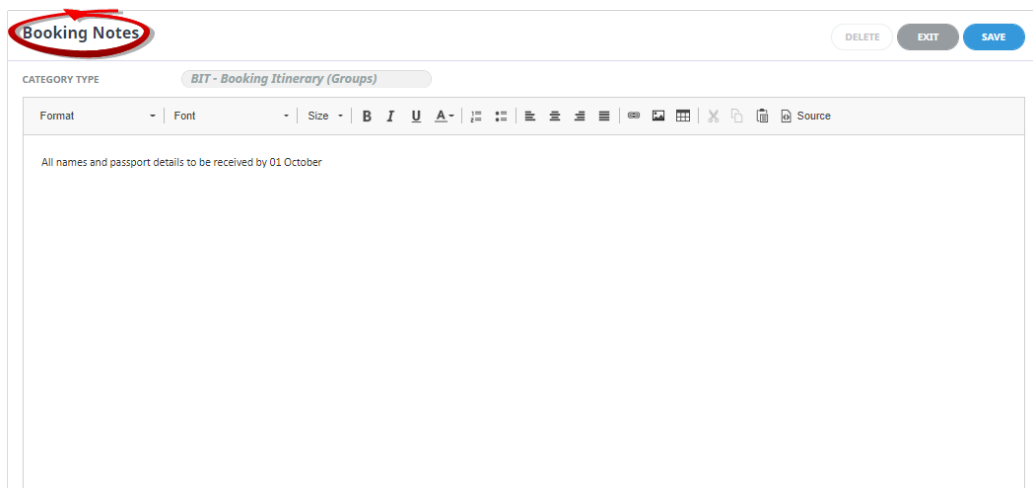 Booking Notes
DELETE EXIT SAVE
CATEGORY TYPE BIT - Booking Itinerary (Groups)
Format Font Size B I U A Source
All names and passport details to be received by 01 October